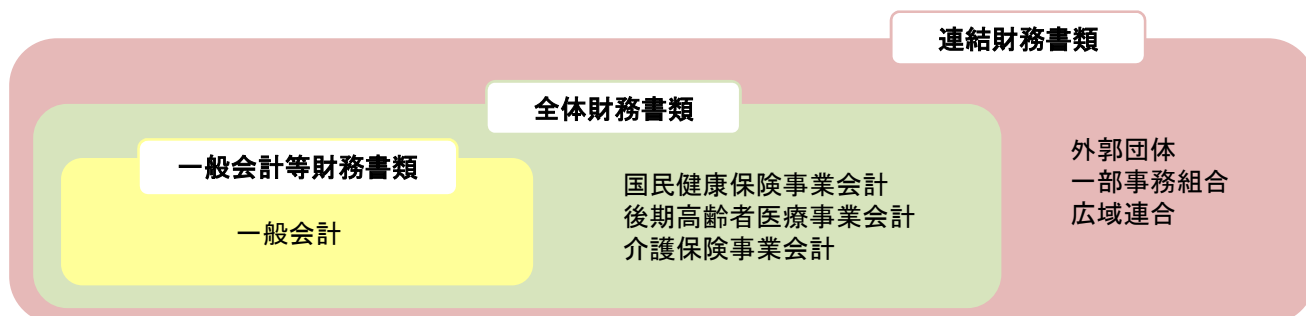 連結財務書類
全体財務書類
一般会計等財務書類
一般会計
国民健康保険事業会計
後期高齢者医療事業会計
介護保険事業会計
外郭団体
一部事務組合
広域連合